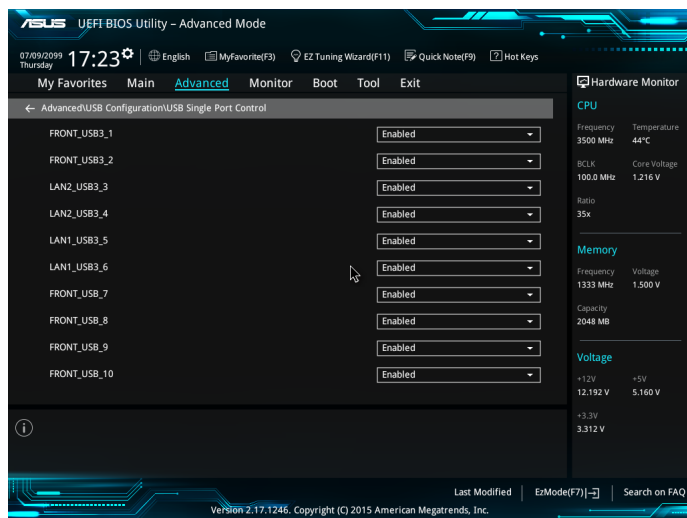 ASUS UEFI BIOS Utility – Advanced Mode
07/09/2099 Thursday 17:23 English MyFavorite(F3) EZ Tuning Wizard(F11) Quick Note(F9) ? Hot Keys
My Favorites Main Advanced Monitor Boot Tool Exit
← Advanced\USB Configuration\USB Single Port Control
FRONT_USB3_1 Enabled
FRONT_USB3_2 Enabled
LAN2_USB3_3 Enabled
LAN2_USB3_4 Enabled
LAN1_USB3_5 Enabled
LAN1_USB3_6 Enabled
FRONT_USB_7 Enabled
FRONT_USB_8 Enabled
FRONT_USB_9 Enabled
FRONT_USB_10 Enabled
Hardware Monitor
CPU
Frequency Temperature
3500 MHz 44°C
BCLK Core Voltage
100.0 MHz 1.216 V
Ratio
35x
Memory
Frequency Voltage
1333 MHz 1.500 V
Capacity
2048 MB
Voltage
+12V +5V
12.192 V 5.160 V
+3.3V
3.312 V
Last Modified EzMode(F7) Search on FAQ
Version 2.17.1246. Copyright (C) 2015 American Megatrends, Inc.